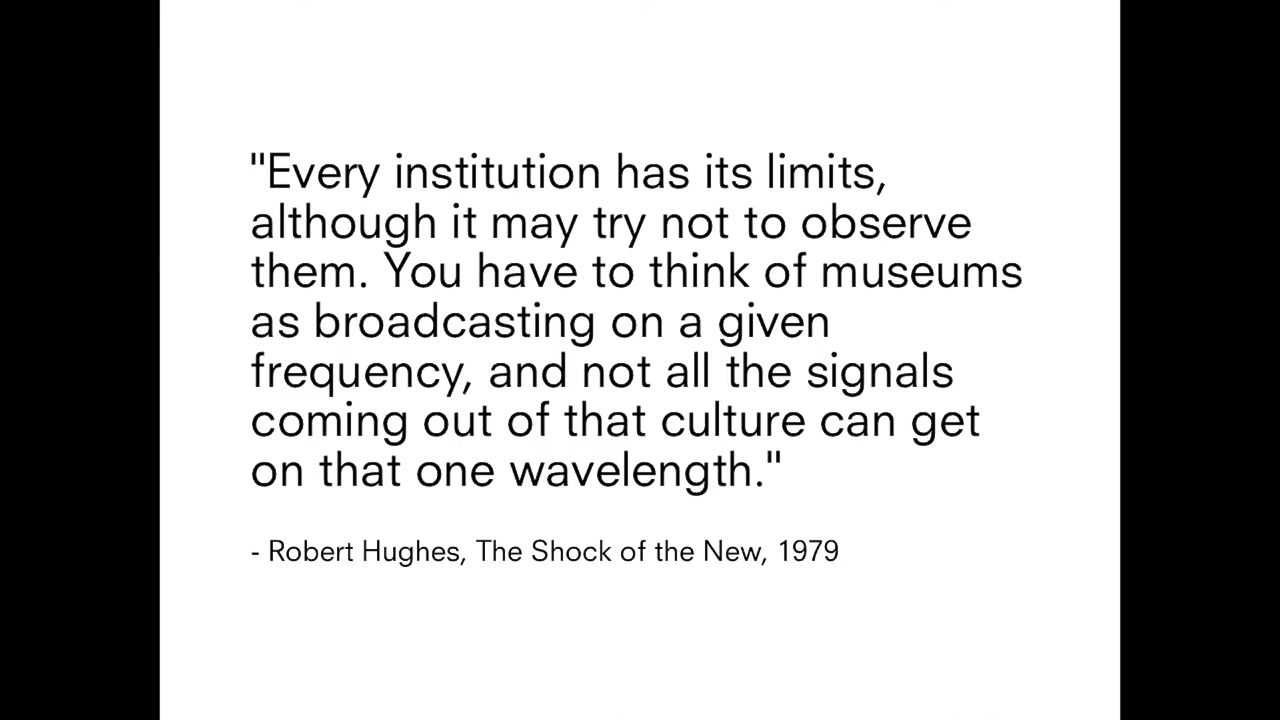 "Every institution has its limits,
although it may try not to observe
them. You have to think of museums
as broadcasting on a given
frequency, and not all the signals
coming out of that culture can get
on that one wavelength."
- Robert Hughes, The Shock of the New, 1979